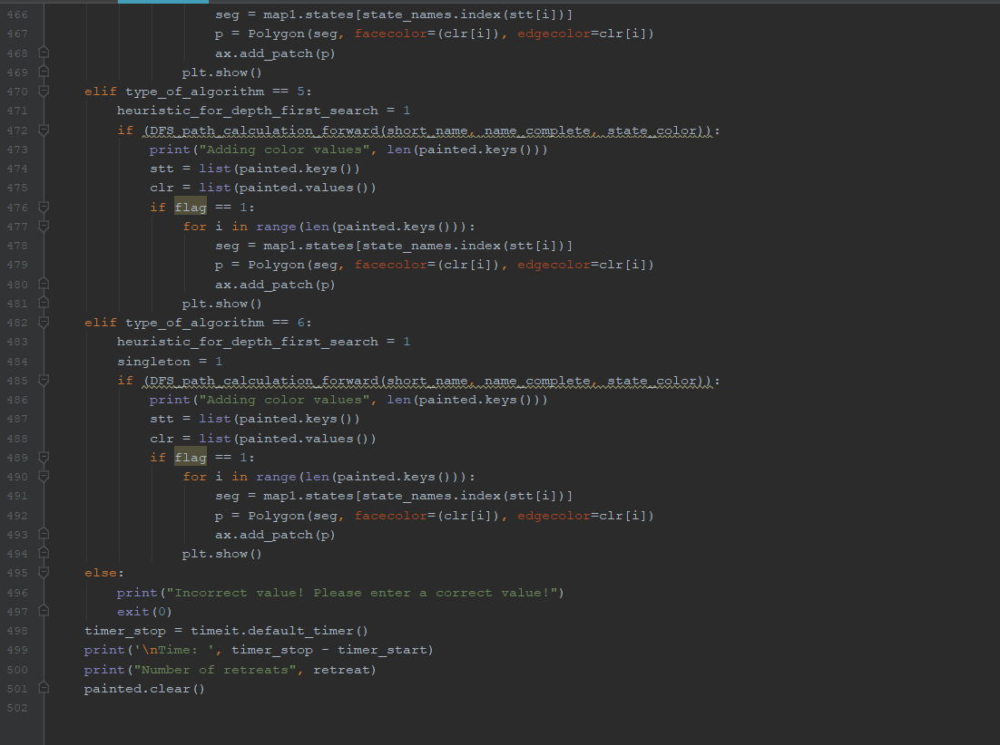 466 seg = map1.states[state_names.index(stt[i])]
467 p = Polygon(seg, facecolor=(clr[i]), edgecolor=clr[i])
468 ax.add_patch(p)
469 plt.show()
470 elif type_of_algorithm == 5:
471 heuristic_for_depth_first_search = 1
472 if (DFS_path_calculation_forward(short_name, name_complete, state_color)):
473 print("Adding color values", len(painted.keys()))
474 stt = list(painted.keys())
475 clr = list(painted.values())
476 if flag == 1:
477 for i in range(len(painted.keys())):
478 seg = map1.states[state_names.index(stt[i])]
479 p = Polygon(seg, facecolor=(clr[i]), edgecolor=clr[i])
480 ax.add_patch(p)
481 plt.show()
482 elif type_of_algorithm == 6:
483 heuristic_for_depth_first_search = 1
484 singleton = 1
485 if (DFS_path_calculation_forward(short_name, name_complete, state_color)):
486 print("Adding color values", len(painted.keys()))
487 stt = list(painted.keys())
488 clr = list(painted.values())
489 if flag == 1:
490 for i in range(len(painted.keys())):
491 seg = map1.states[state_names.index(stt[i])]
492 p = Polygon(seg, facecolor=(clr[i]), edgecolor=clr[i])
493 ax.add_patch(p)
494 plt.show()
495 else:
496 print("Incorrect value! Please enter a correct value!")
497 exit(0)
498 timer_stop = timeit.default_timer()
499 print('\nTime: ', timer_stop - timer_start)
500 print("Number of retreats", retreat)
501 painted.clear()
502